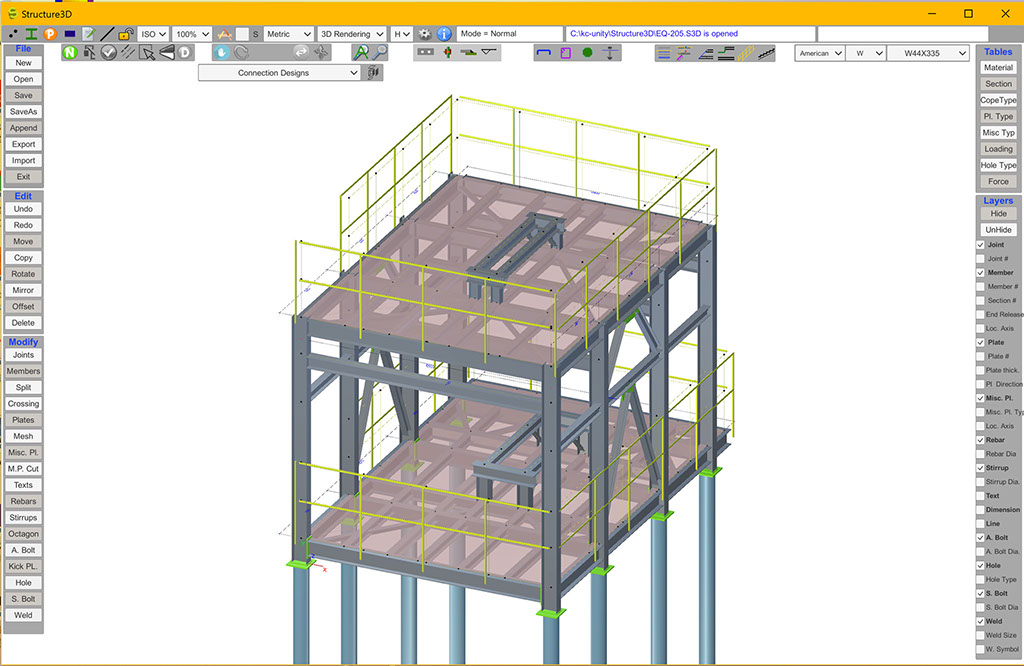 Structure3D
ISO
100%
S
Metric
3D Rendering
H
Mode = Normal
C:\kc-unity\Structure3D\EQ-205.S3D is opened
N
D
American
W
W44X335
Connection Designs
File
New
Open
Save
SaveAs
Append
Export
Import
Exit
Edit
Undo
Redo
Move
Copy
Rotate
Mirror
Offset
Delete
Modify
Joints
Members
Split
Crossing
Plates
Mesh
Misc. Pl.
M.P. Cut
Texts
Rebars
Stirrups
Octagon
A. Bolt
Kick PL.
Hole
S. Bolt
Weld
x
Tables
Material
Section
CopeType
Pl. Type
Misc Typ
Loading
Hole Type
Force
Layers
Hide
UnHide
Joint
Joint #
Member
Member #
Section #
End Release
Loc. Axis
Plate
Plate #
Plate thick.
Pl Direction
Misc. Pl.
Misc. Pl. Typ
Loc. Axis
Rebar
Rebar Dia
Stirrup
Stirrup Dia.
Text
Dimension
Line
A. Bolt
A. Bolt Dia.
Hole
Hole Type
S. Bolt
S. Bolt Dia
Weld
Weld Size
W. Symbol